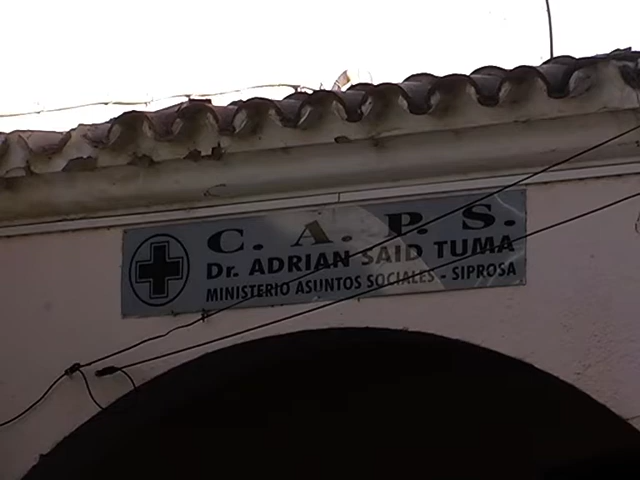 C. A. P. S.
Dr. ADRIAN SAID TUMA
MINISTERIO ASUNTOS SOCIALES - SIPROSA